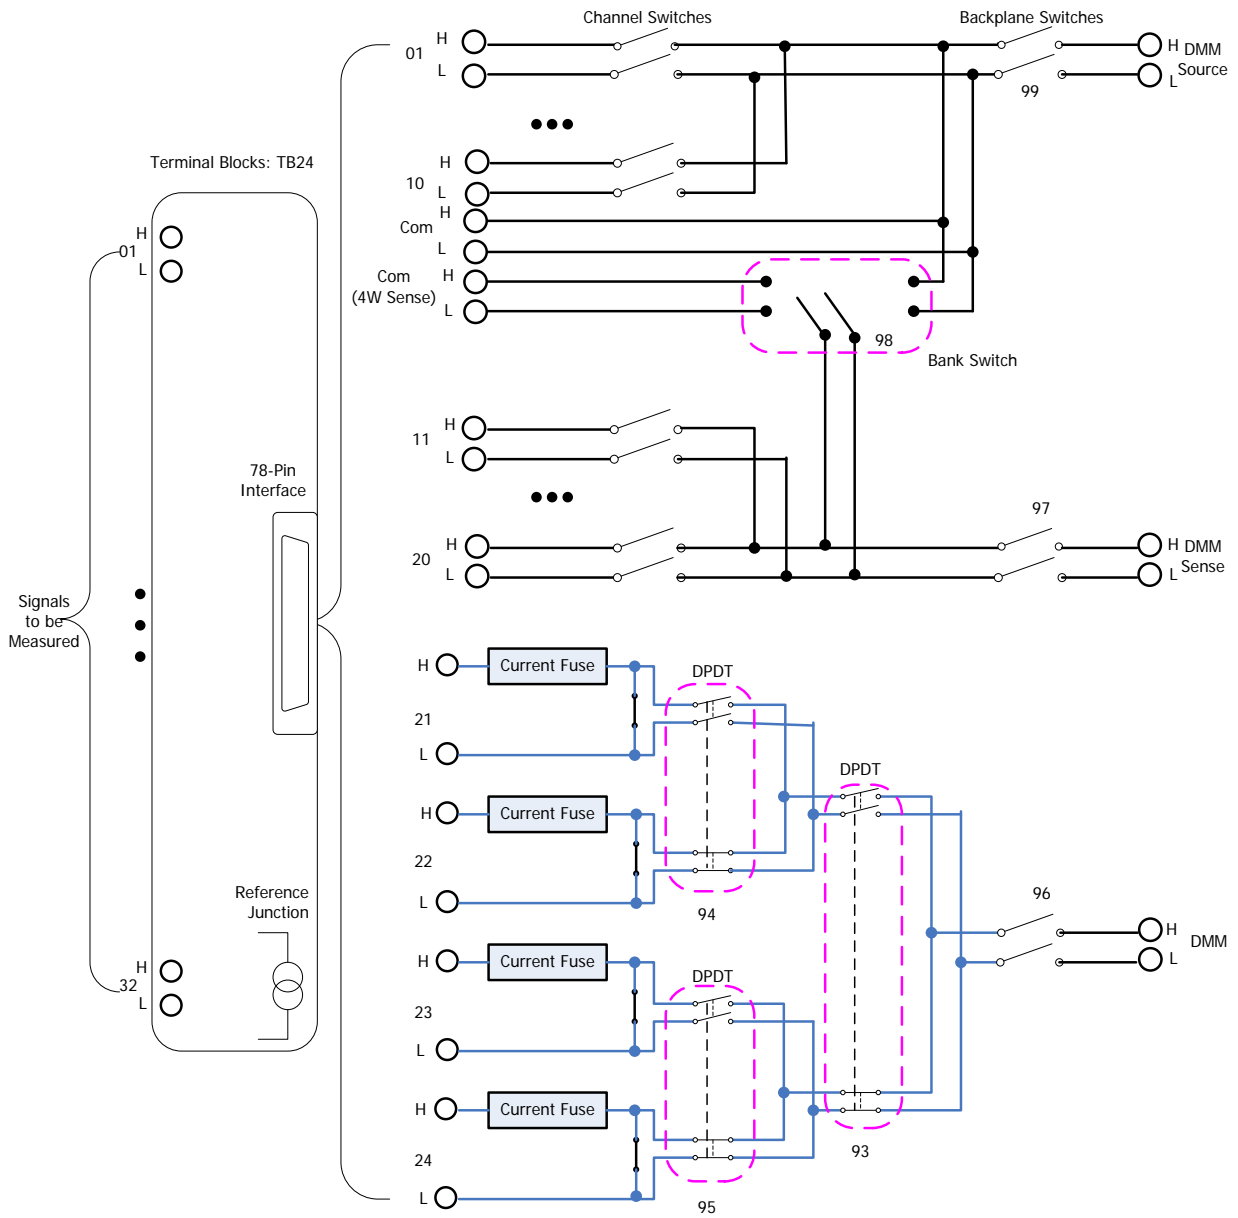 Channel Switches
Backplane Switches
01
H
L
H
L
DMM
Source
99
Terminal Blocks: TB24
10
H
L
Com
H
L
Com
(4W Sense)
H
L
98
Bank Switch
H
01
L
11
H
L
78-Pin
Interface
97
20
H
L
H
L
DMM
Sense
Signals
to be
Measured
H
Current Fuse
DPDT
21
L
DPDT
H
Current Fuse
22
L
94
Reference
Junction
96
H
L
DMM
H
32
L
H
Current Fuse
DPDT
23
L
H
Current Fuse
24
L
93
95